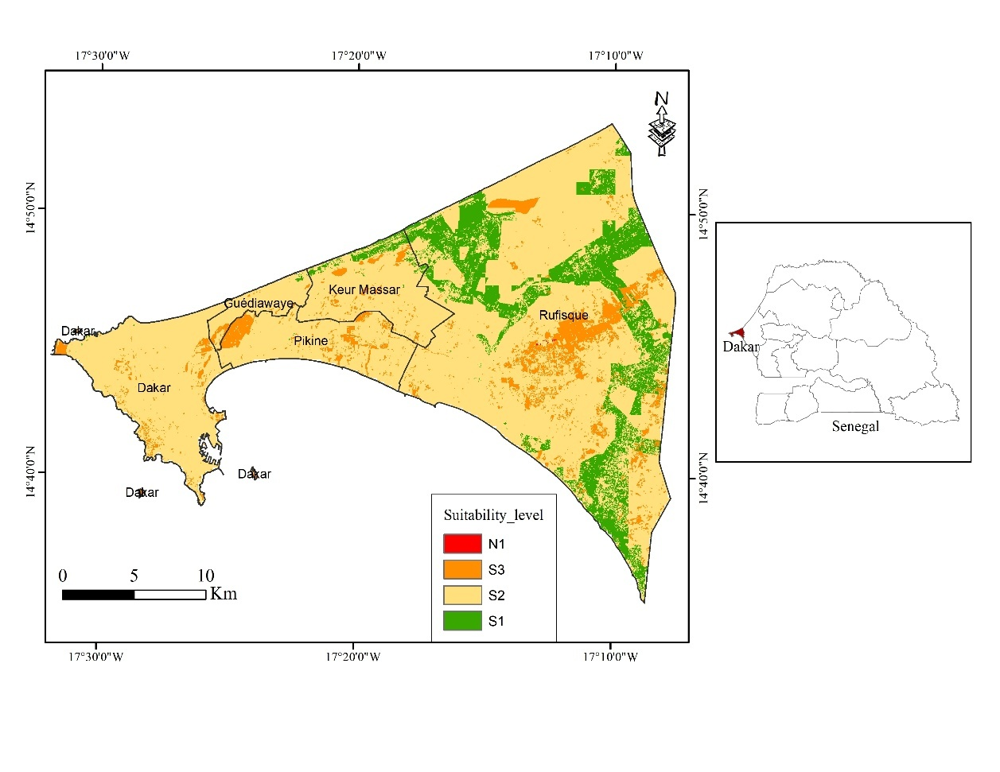 17°30'0"W 17°20'0"W 17°10'0"W
N
14°50'0"N
14°50'0"N
Keur Massar
Guédiawaye
Rufisque
Dakar
Pikine
Dakar
Dakar
Dakar
14°40'0"N
14°40'0"N
Dakar
Senegal
Suitability_level
N1
S3
S2
S1
0 5 10
Km
17°30'0"W 17°20'0"W 17°10'0"W